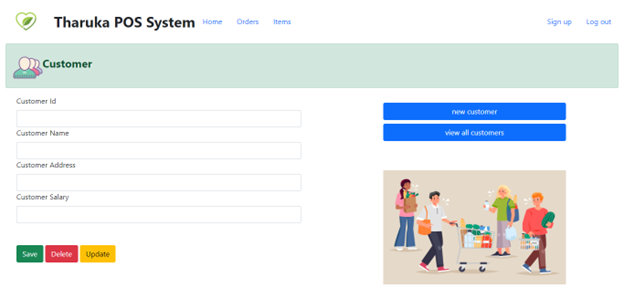 Tharuka POS System Home Orders Items Sign up Log out
Customer
Customer Id
Customer Name
Customer Address
Customer Salary
Save Delete Update
new customer
view all customers